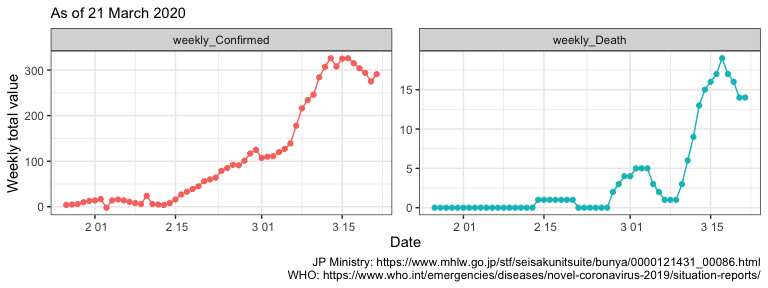 As of 21 March 2020
weekly_Confirmed
weekly_Death
Weekly total value
300
200
100
0
15
10
5
0
2 01
2 15
3 01
3 15
2 01
2 15
3 01
3 15
Date
JP Ministry: https://www.mhlw.go.jp/stf/seisakunitsuite/bunya/0000121431_00086.html
WHO: https://www.who.int/emergencies/diseases/novel-coronavirus-2019/situation-reports/